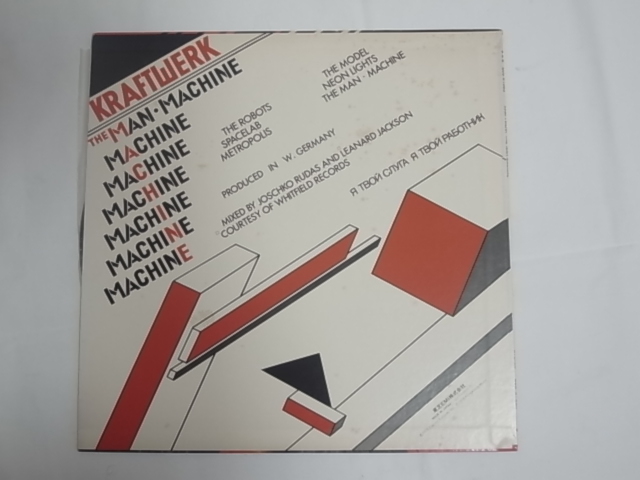 KRAFTWERK
THE MAN·MACHINE
MACHINE
MACHINE
MACHINE
MACHINE
MACHINE
MACHINE
THE ROBOTS
SPACELAB
METROPOLIS
THE MODEL
NEON LIGHTS
THE MAN·MACHINE
PRODUCED IN W. GERMANY
MIXED BY JOSCHKO RUDAS AND LEANARD JACKSON
COURTESY OF WHITFIELD RECORDS
Я ТВОЙ СЛУГА Я ТВОЙ РАБОТНИК